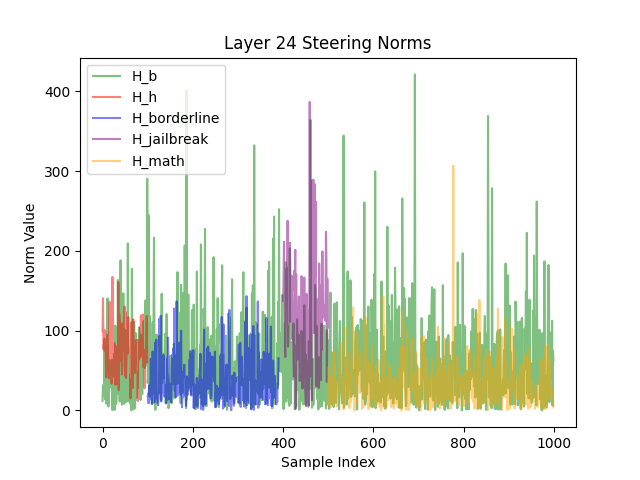 Layer 24 Steering Norms
H_b
H_h
H_borderline
H_jailbreak
H_math
Norm Value
400
300
200
100
0
0 200 400 600 800 1000
Sample Index